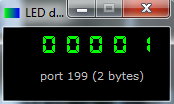 LED d...
00001
port 199 (2 bytes)